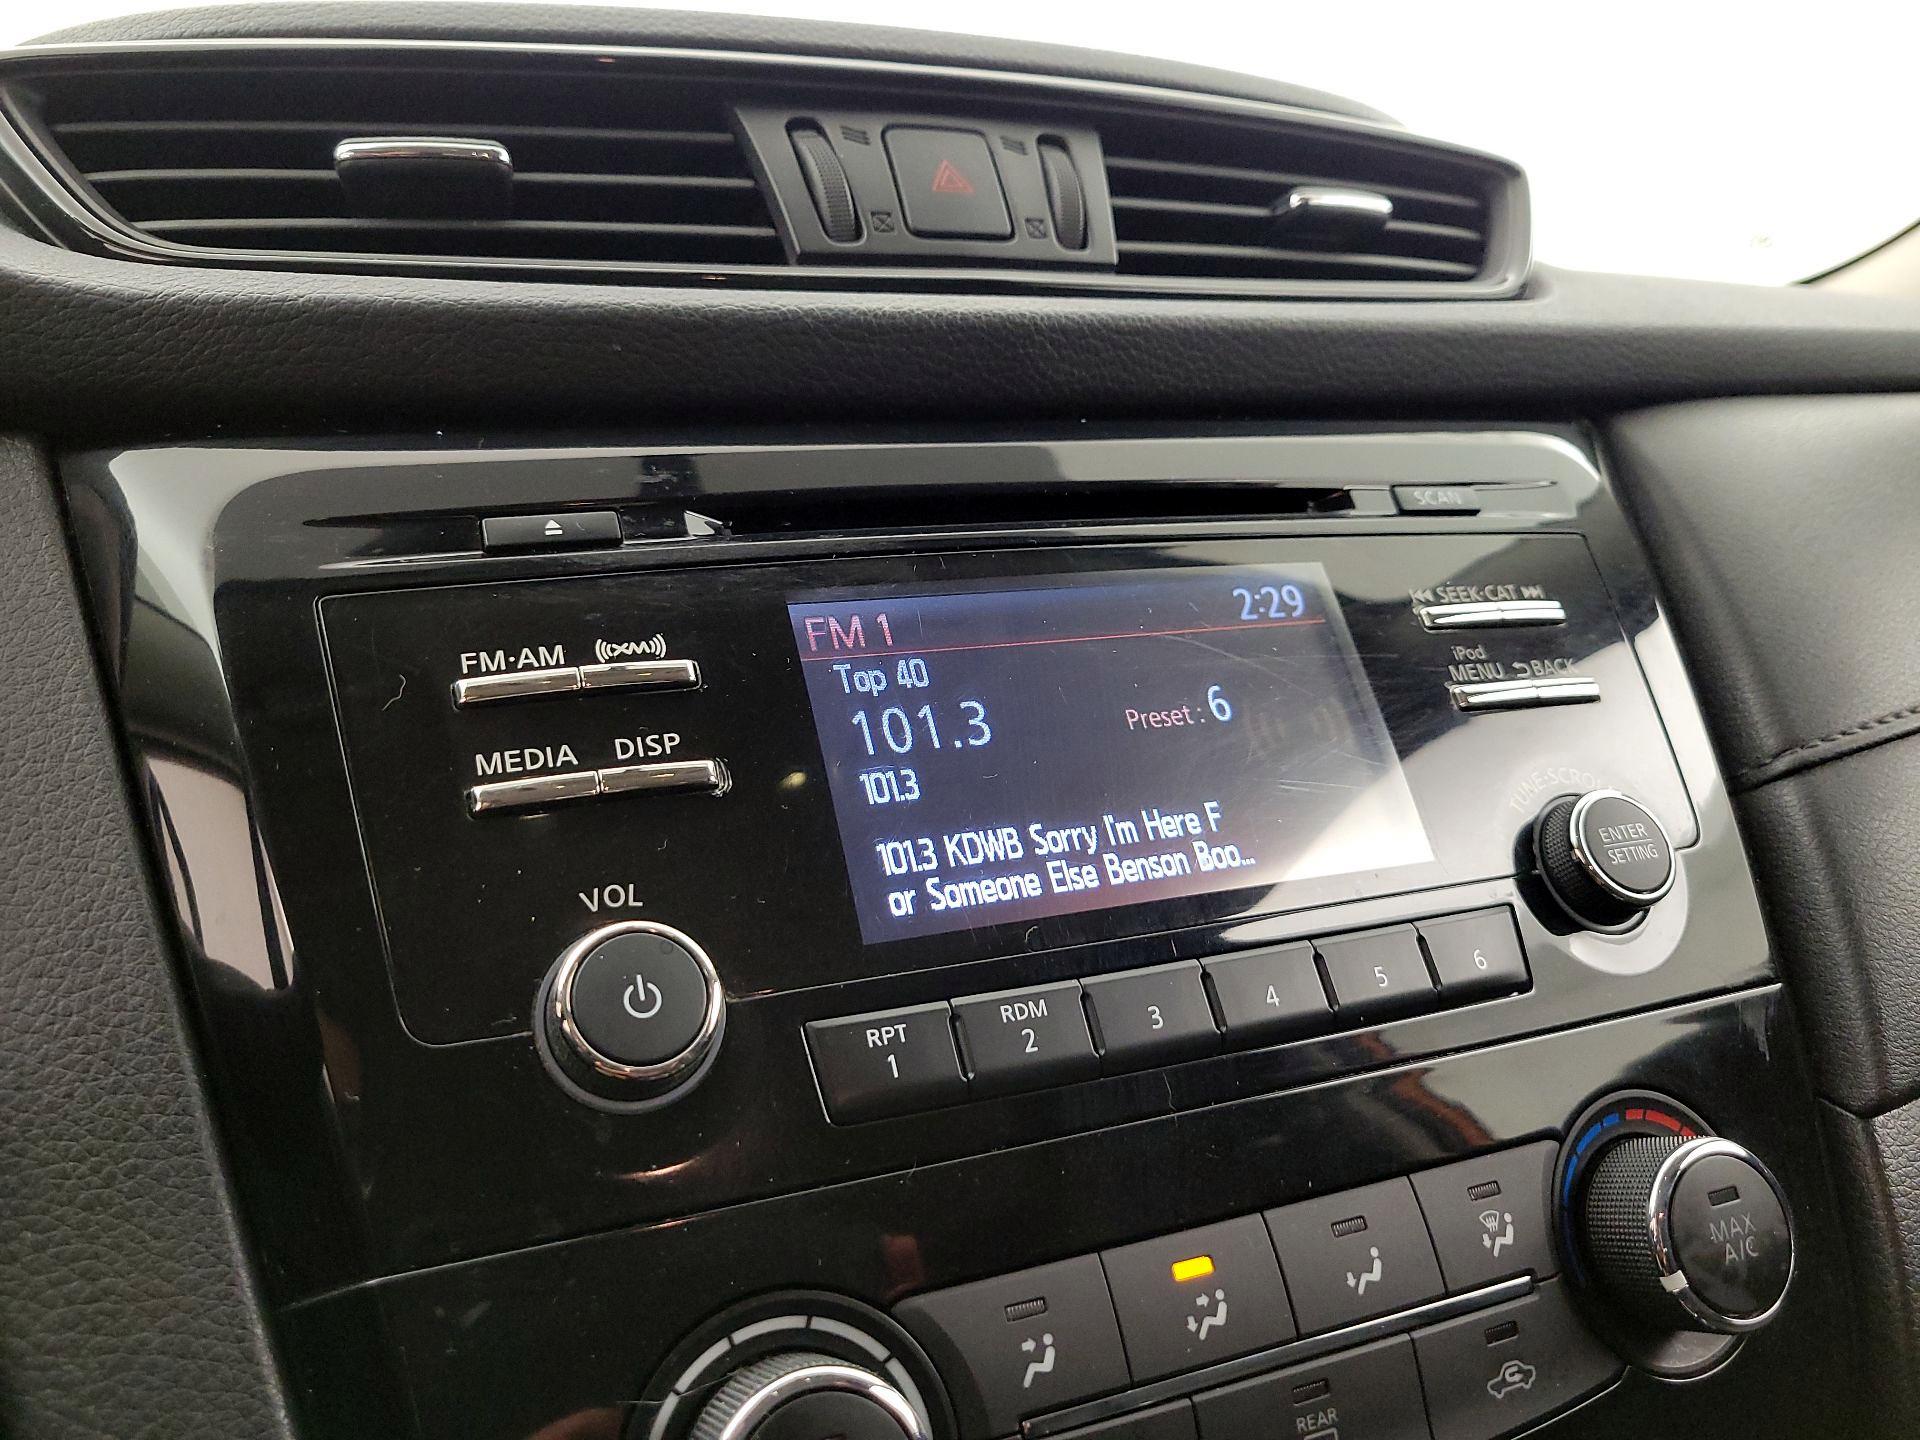 SCAN
FM 1 2:29
Top 40
101.3 Preset : 6
101.3
101.3 KDWB Sorry I'm Here F
or Someone Else Benson Boo...
FM·AM XM
MEDIA DISP
VOL
SEEK·CAT
iPod
MENU BACK
TUNE·SCROLL
ENTER
SETTING
RPT
1
RDM
2
3
4
5
6
MAX
A/C
REAR